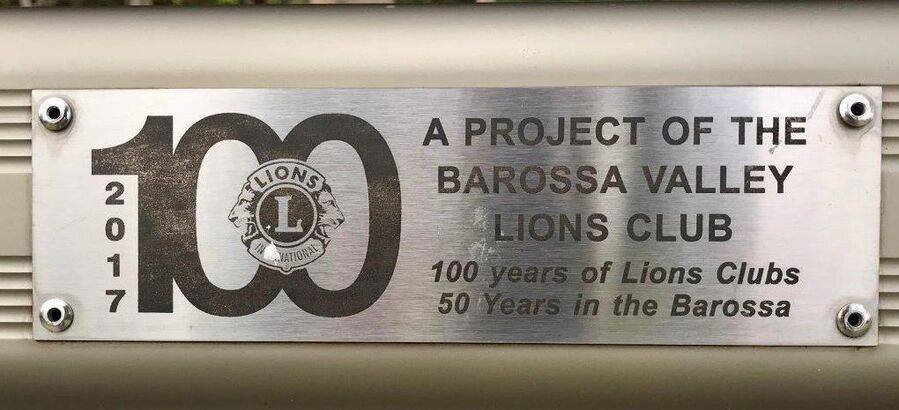 100
2017
LIONS
L
A PROJECT OF THE
BAROSSA VALLEY
LIONS CLUB
100 years of Lions Clubs
50 Years in the Barossa